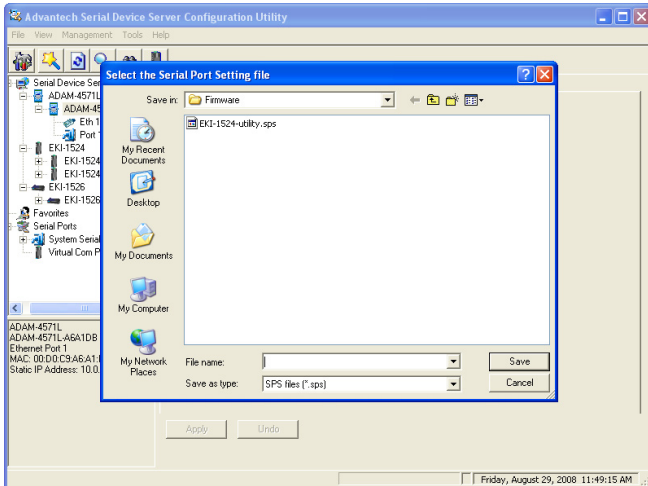 Advantech Serial Device Server Configuration Utility
File View Management Tools Help
Select the Serial Port Setting file
Save in: Firmware
EKI-1524-utility.sps
My Recent Documents
Desktop
My Documents
My Computer
My Network Places
File name:
Save as type: SPS files (*.sps)
Save
Cancel
Serial Device Ser
ADAM-4571L
ADAM-45
Eth 1
Port
EKI-1524
EKI-1524
EKI-1524
EKI-1526
EKI-1526
Favorites
Serial Ports
System Serial
Virtual Com P
ADAM-4571L
ADAM-4571L-A6A1DB
Ethernet Port 1
MAC: 00:D0:C9:A6:A1:
Static IP Address: 10.0.
Apply
Undo
Friday, August 29, 2008 11:49:15 AM